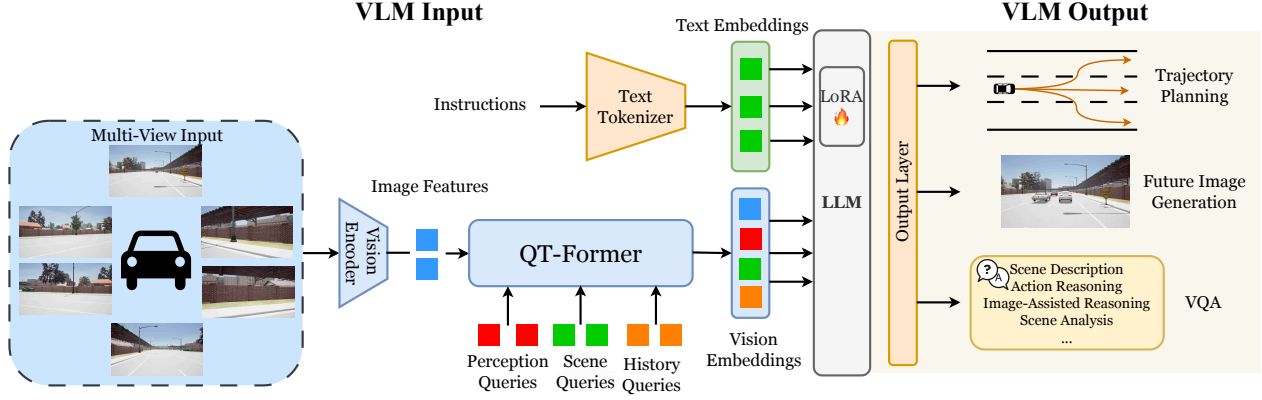 VLM Input
VLM Output
Text Embeddings
Instructions
Text
Tokenizer
LoRA
LLM
Output Layer
Trajectory
Planning
Multi-View Input
Image Features
Vision
Encoder
QT-Former
Future Image
Generation
Perception
Queries
Scene
Queries
History
Queries
Vision
Embeddings
?
A
Scene Description
Action Reasoning
Image-Assisted Reasoning
Scene Analysis
...
VQA